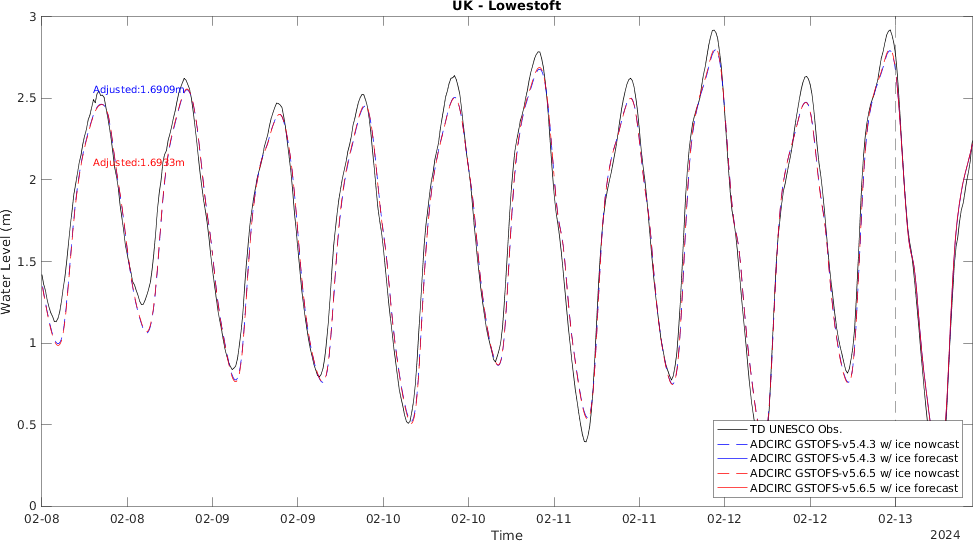 UK - Lowestoft
3
2.5
2
1.5
1
0.5
0
Water Level (m)
Adjusted:1.6909m
Adjusted:1.6933m
TD UNESCO Obs.
ADCIRC GSTOFS-v5.4.3 w/ ice nowcast
ADCIRC GSTOFS-v5.4.3 w/ ice forecast
ADCIRC GSTOFS-v5.6.5 w/ ice nowcast
ADCIRC GSTOFS-v5.6.5 w/ ice forecast
02-08 02-08 02-09 02-09 02-10 02-10 02-11 02-11 02-12 02-12 02-13
Time
2024